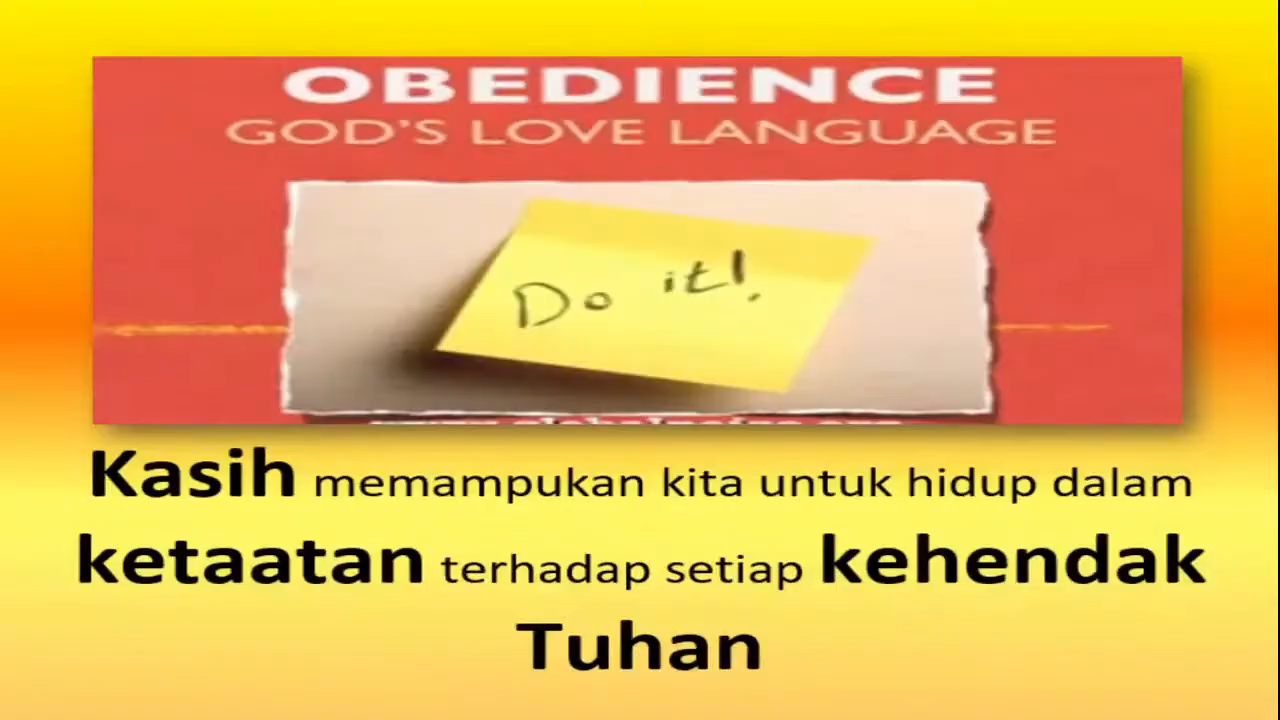 OBEDIENCE
GOD'S LOVE LANGUAGE
Do it!
Kasih memampukan kita untuk hidup dalam
ketaatan terhadap setiap kehendak
Tuhan